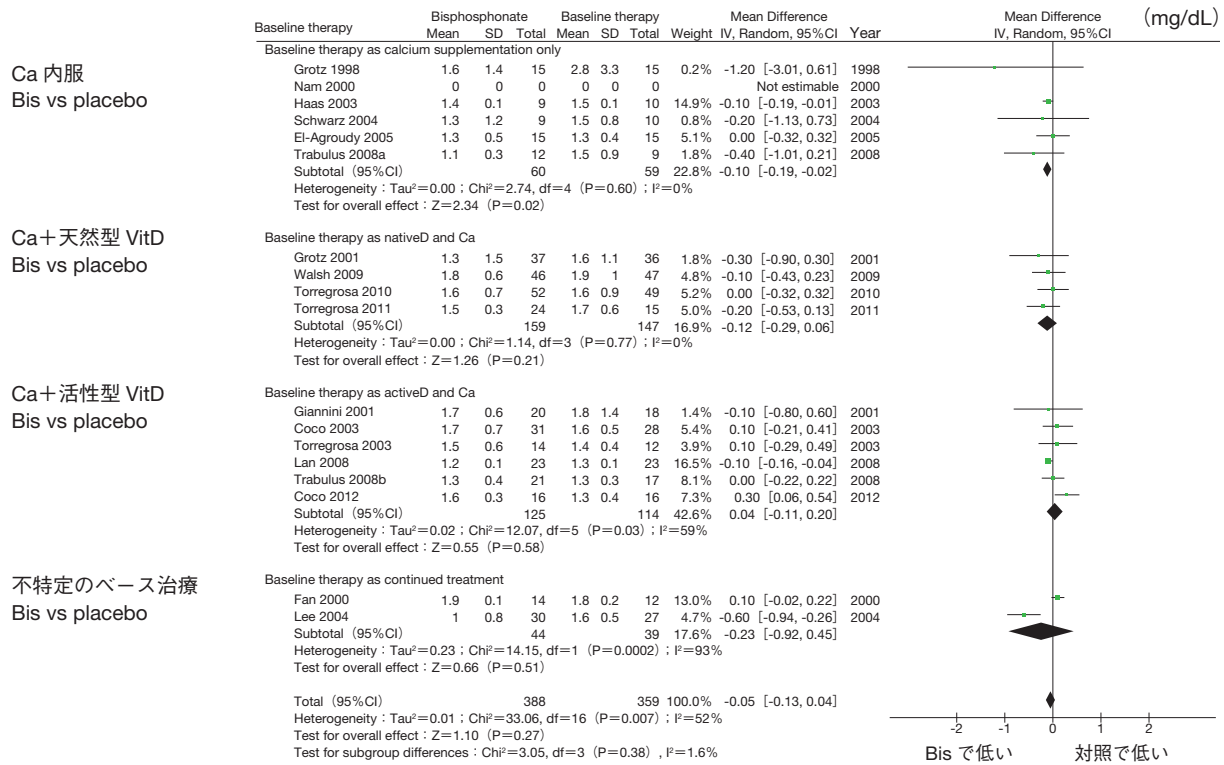 (mg/dL)
Bisphosphonate Baseline therapy Mean Difference Mean Difference
Baseline therapy Mean SD Total Mean SD Total Weight IV, Random, 95%CI Year IV, Random, 95%CI
Baseline therapy as calcium supplementation only
Ca 内服
Bis vs placebo
Grotz 1998 1.6 1.4 15 2.8 3.3 15 0.2% -1.20［-3.01, 0.61］1998
Nam 2000 0 0 0 0 0 0 Not estimable 2000
Haas 2003 1.4 0.1 9 1.5 0.1 10 14.9% -0.10［-0.19, -0.01］2003
Schwarz 2004 1.3 1.2 9 1.5 0.8 10 0.8% -0.20［-1.13, 0.73］2004
El-Agroudy 2005 1.3 0.5 15 1.3 0.4 15 5.1% 0.00［-0.32, 0.32］2005
Trabulus 2008a 1.1 0.3 12 1.5 0.9 9 1.8% -0.40［-1.01, 0.21］2008
Subtotal（95%CI） 60 59 22.8% -0.10［-0.19, -0.02］
Heterogeneity：Tau²=0.00；Chi²=2.74, df=4（P=0.60）；I²=0%
Test for overall effect：Z=2.34（P=0.02）
Ca＋天然型 VitD
Bis vs placebo
Baseline therapy as nativeD and Ca
Grotz 2001 1.3 1.5 37 1.6 1.1 36 1.8% -0.30［-0.90, 0.30］2001
Walsh 2009 1.8 0.6 46 1.9 1 47 4.8% -0.10［-0.43, 0.23］2009
Torregrosa 2010 1.6 0.7 52 1.6 0.9 49 5.2% 0.00［-0.32, 0.32］2010
Torregrosa 2011 1.5 0.3 24 1.7 0.6 15 5.0% -0.20［-0.53, 0.13］2011
Subtotal（95%CI） 159 147 16.9% -0.12［-0.29, 0.06］
Heterogeneity：Tau²=0.00；Chi²=1.14, df=3（P=0.77）；I²=0%
Test for overall effect：Z=1.26（P=0.21）
Ca＋活性型 VitD
Bis vs placebo
Baseline therapy as activeD and Ca
Giannini 2001 1.7 0.6 20 1.8 1.4 18 1.4% -0.10［-0.80, 0.60］2001
Coco 2003 1.7 0.7 31 1.6 0.5 28 5.4% 0.10［-0.21, 0.41］2003
Torregrosa 2003 1.5 0.6 14 1.4 0.4 12 3.9% 0.10［-0.29, 0.49］2003
Lan 2008 1.2 0.1 23 1.3 0.1 23 16.5% -0.10［-0.16, -0.04］2008
Trabulus 2008b 1.3 0.4 21 1.3 0.3 17 8.1% 0.00［-0.22, 0.22］2008
Coco 2012 1.6 0.3 16 1.3 0.4 16 7.3% 0.30［0.06, 0.54］2012
Subtotal（95%CI） 125 114 42.6% 0.04［-0.11, 0.20］
Heterogeneity：Tau²=0.02；Chi²=12.07, df=5（P=0.03）；I²=59%
Test for overall effect：Z=0.55（P=0.58）
不特定のベース治療
Bis vs placebo
Baseline therapy as continued treatment
Fan 2000 1.9 0.1 14 1.8 0.2 12 13.0% 0.10［-0.02, 0.22］2000
Lee 2004 1 0.8 30 1.6 0.5 27 4.7% -0.60［-0.94, -0.26］2004
Subtotal（95%CI） 44 39 17.6% -0.23［-0.92, 0.45］
Heterogeneity：Tau²=0.23；Chi²=14.15, df=1（P=0.0002）；I²=93%
Test for overall effect：Z=0.66（P=0.51）
Total（95%CI） 388 359 100.0% -0.05［-0.13, 0.04］
Heterogeneity：Tau²=0.01；Chi²=33.06, df=16（P=0.007）；I²=52%
Test for overall effect：Z=1.10（P=0.27）
Test for subgroup differences：Chi²=3.05, df=3（P=0.38）, I²=1.6%
-2 -1 0 1 2
Bis で低い 対照で低い